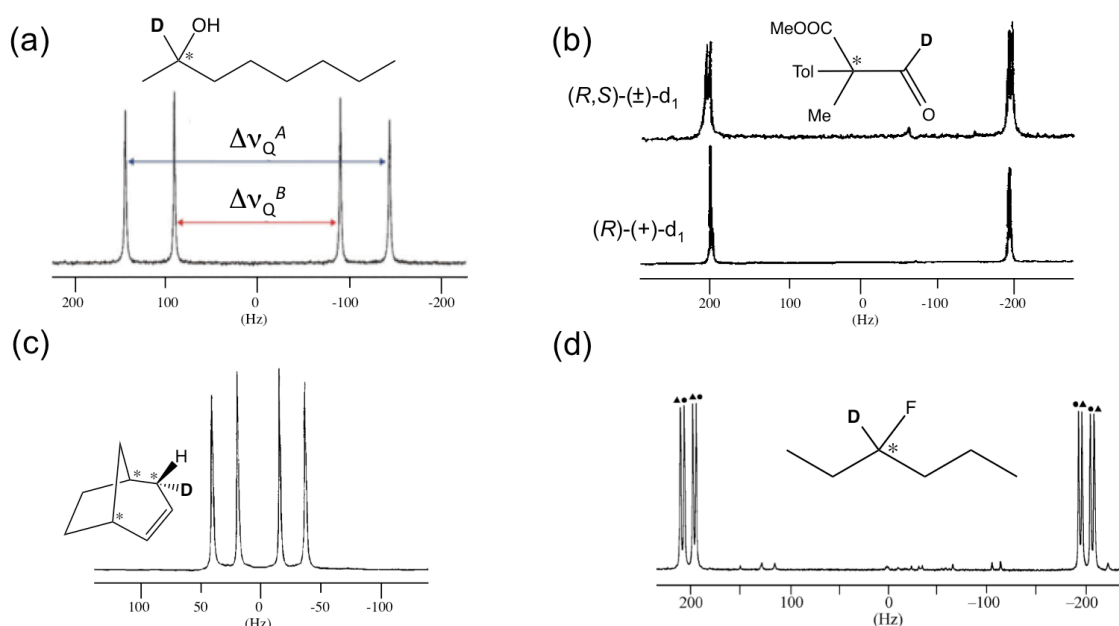 (a)
D OH
*
Δν_Q^A
Δν_Q^B
200 100 0 -100 -200
(Hz)
(b)
MeOOC D
Tol *
Me O
(R,S)-(±)-d₁
(R)-(+)-d₁
200 100 0 -100 -200
(Hz)
(c)
H
* *
D
*
100 50 0 -50 -100
(Hz)
(d)
▲● ▲● ●▲ ●▲
D F
*
200 100 0 –100 –200
(Hz)